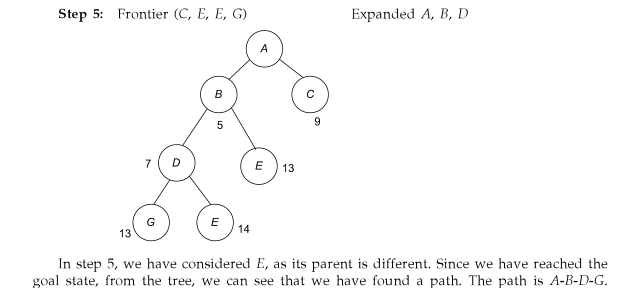 Step 5: Frontier (C, E, E, G) Expanded A, B, D
A
B
C
5
9
7 D
E 13
G
E
13
14
In step 5, we have considered E, as its parent is different. Since we have reached the
goal state, from the tree, we can see that we have found a path. The path is A-B-D-G.